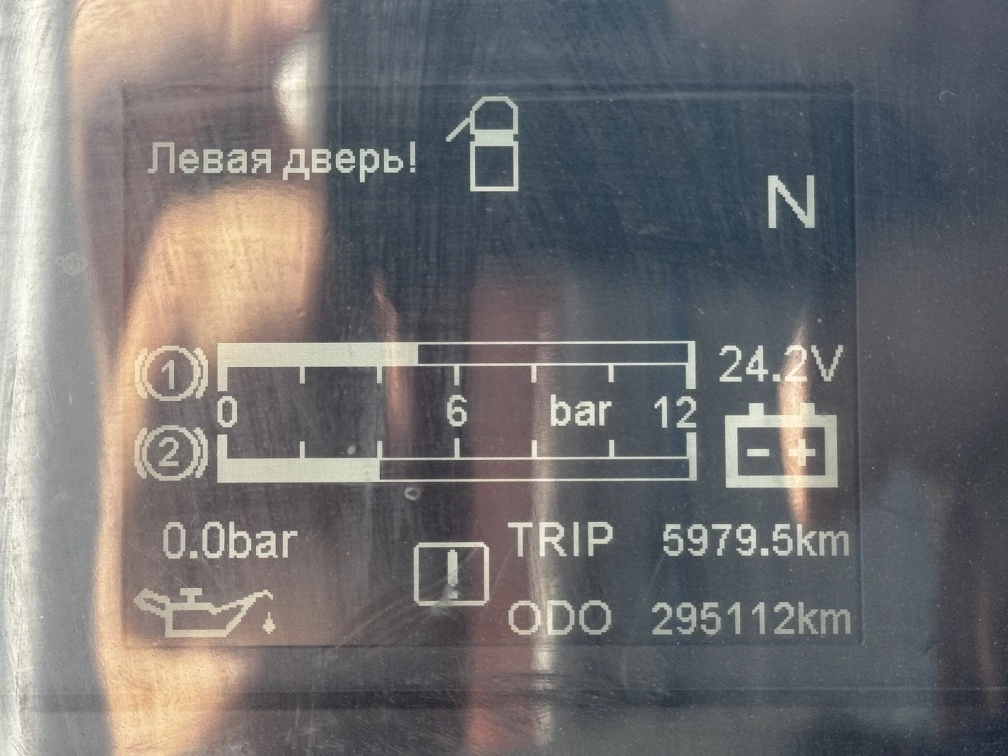 Левая дверь!
N
1
24.2V
0 6 bar 12
2
- +
0.0bar TRIP 5979.5km
!
ODO 295112km